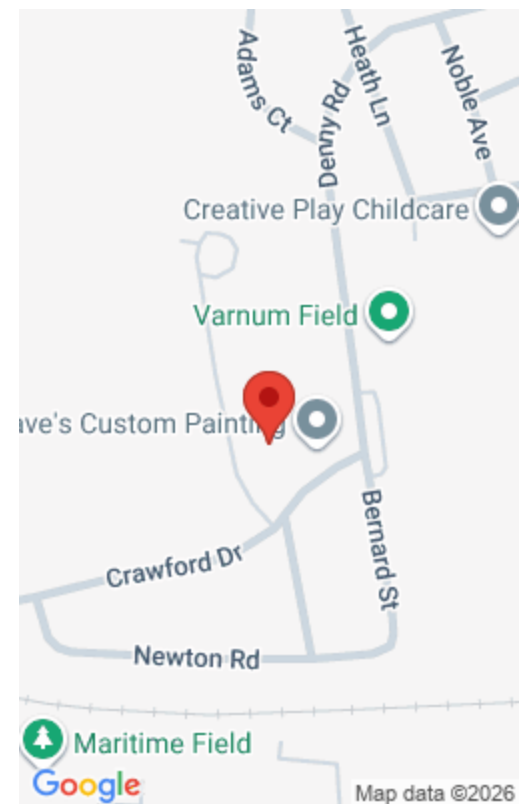 Adams Ct
Heath Ln
Denny Rd
Noble Ave
Creative Play Childcare
Varnum Field
ave's Custom Painting
Bernard St
Crawford Dr
Newton Rd
Maritime Field
Google
Map data ©2026